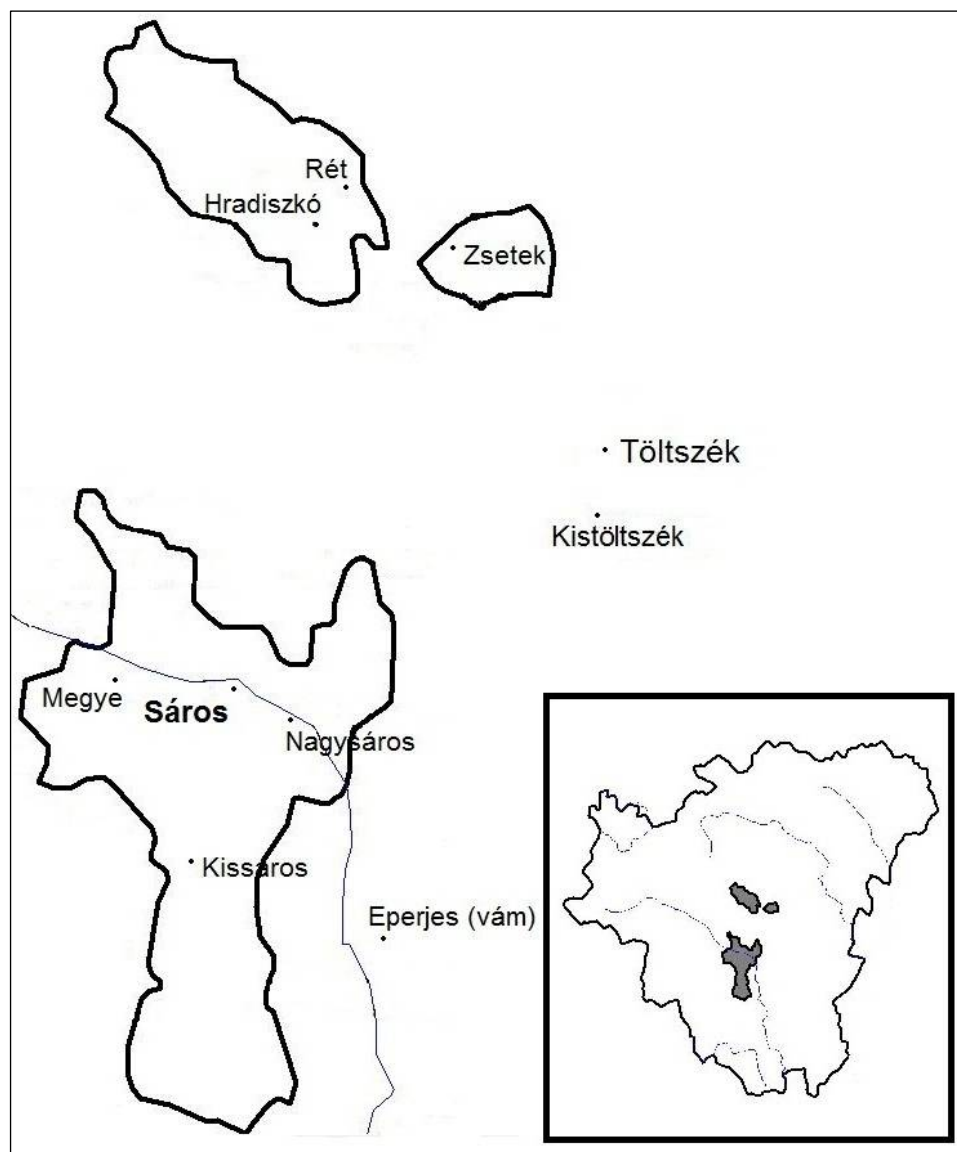 Rét
Hradiszkó
Zsetek
Töltszék
Kistöltszék
Megye
Sáros
Nagysáros
Kissáros
Eperjes (vám)